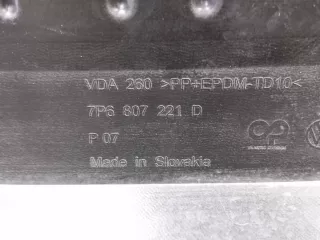 VDA 260 >PP+EPDM-TD10<
7P6 807 221 D
P 07
Made in Slovakia